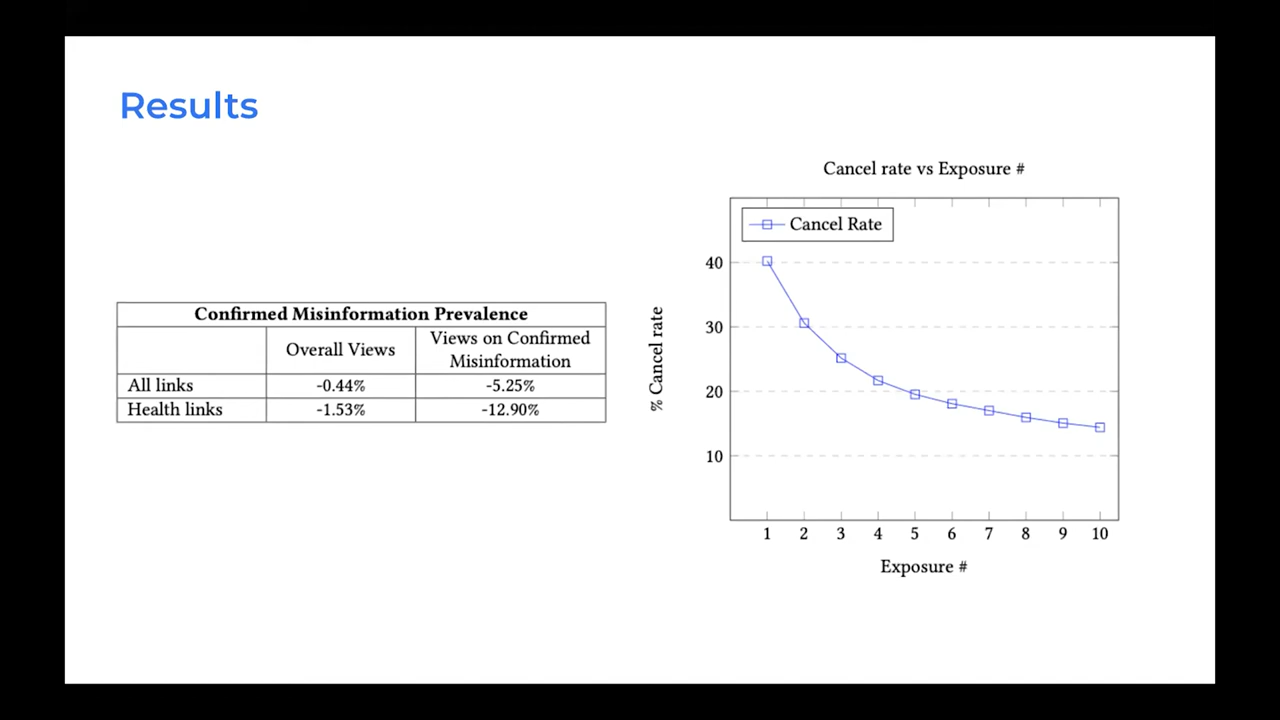 Results
Confirmed Misinformation Prevalence
Overall Views
Views on Confirmed
Misinformation
All links -0.44% -5.25%
Health links -1.53% -12.90%
Cancel rate vs Exposure #
Cancel Rate
% Cancel rate
40
30
20
10
1 2 3 4 5 6 7 8 9 10
Exposure #